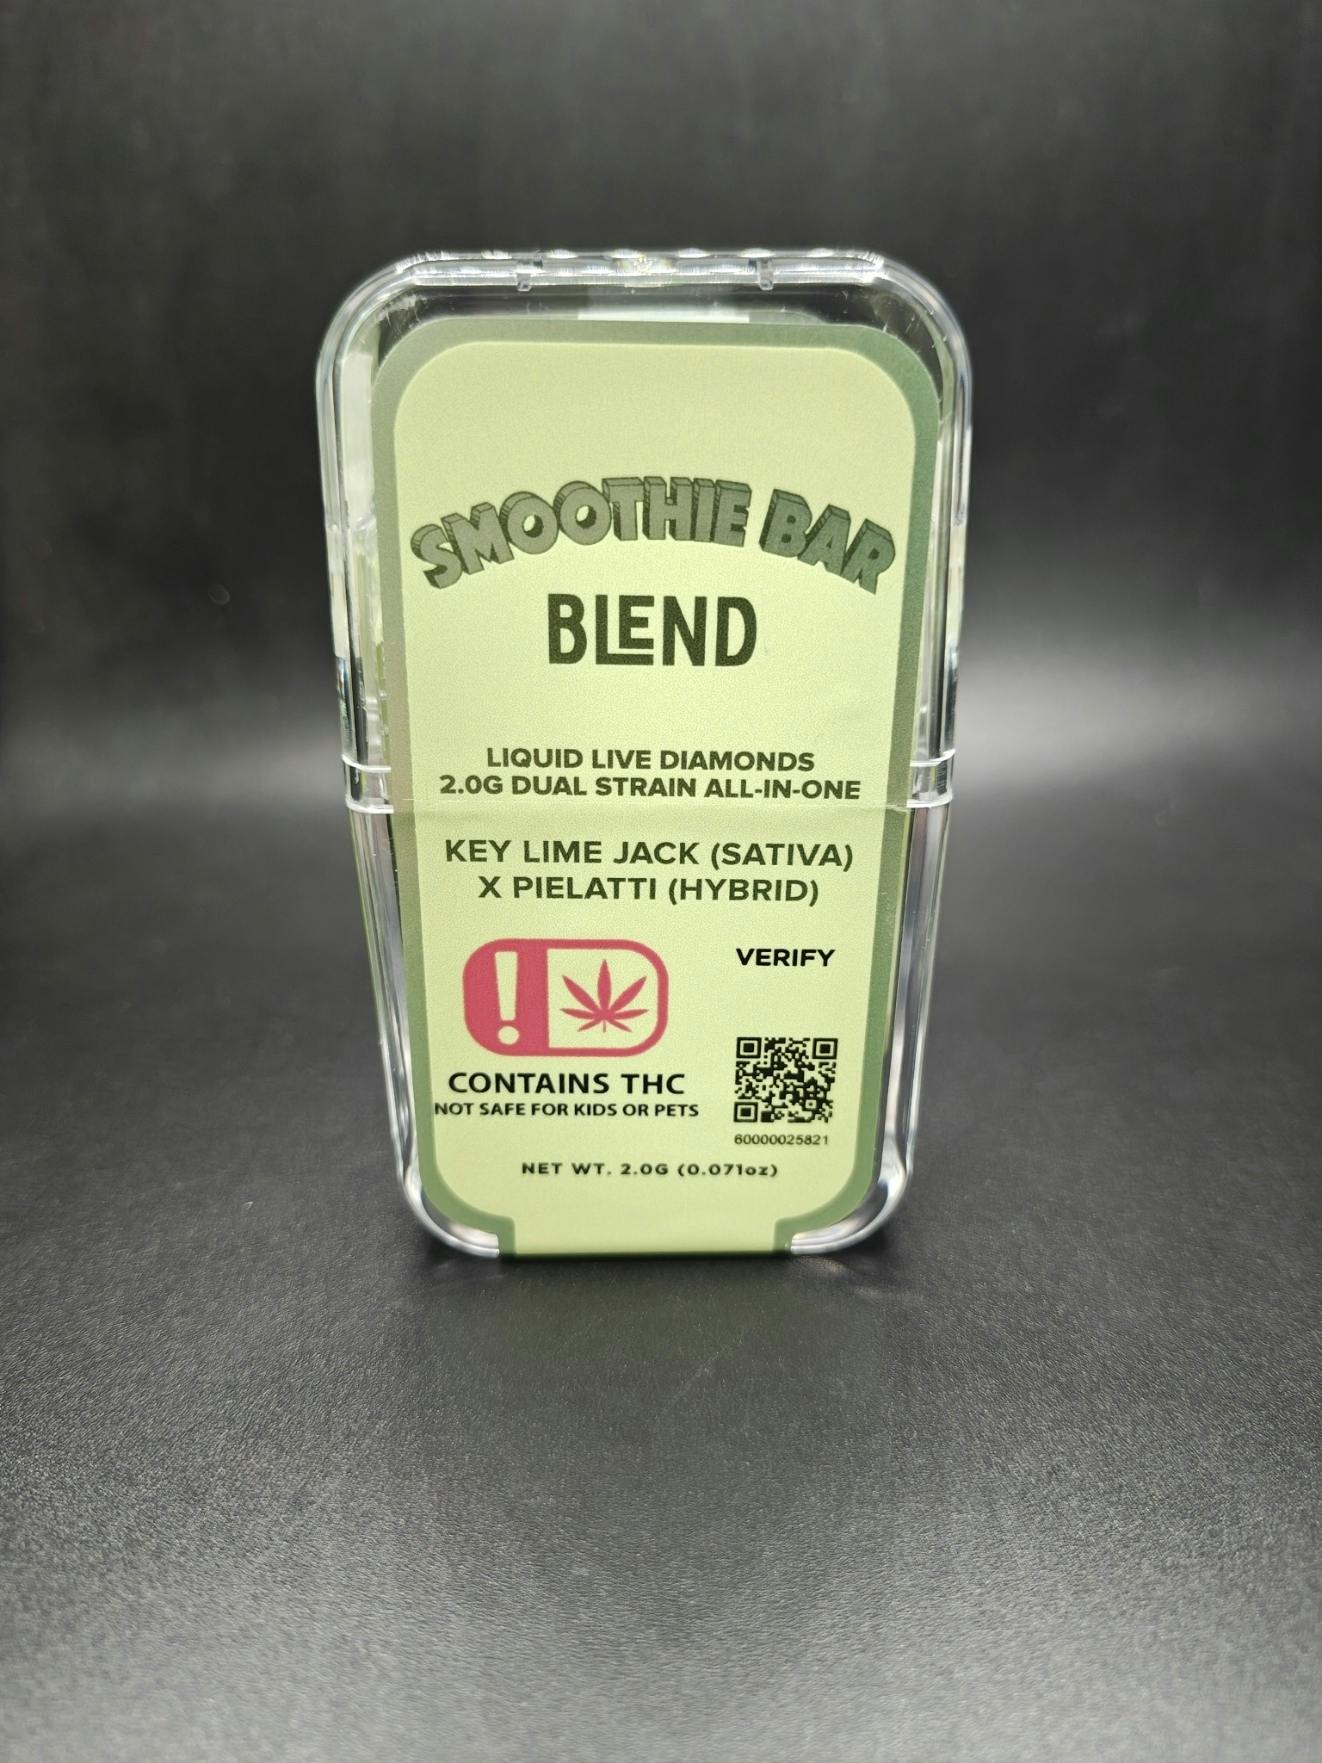 SMOOTHIE BAR
BLEND
LIQUID LIVE DIAMONDS
2.0G DUAL STRAIN ALL-IN-ONE
KEY LIME JACK (SATIVA)
X PIELATTI (HYBRID)
!
VERIFY
CONTAINS THC
NOT SAFE FOR KIDS OR PETS
60000025821
NET WT. 2.0G (0.071oz)